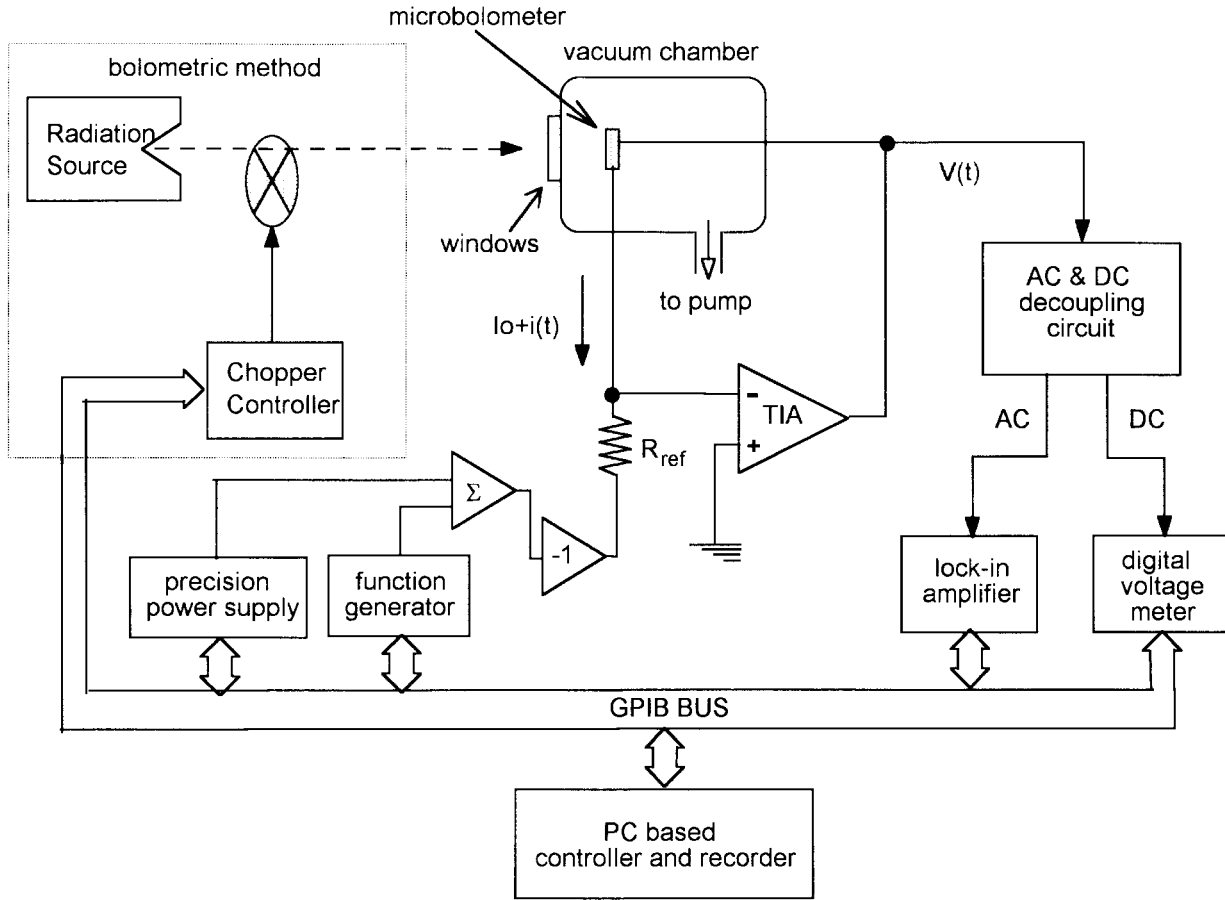 microbolometer
vacuum chamber
bolometric method
Radiation
Source
V(t)
windows
to pump
AC & DC
decoupling
circuit
Io+i(t)
Chopper
Controller
-
TIA
+
AC
DC
Rref
Σ
-1
precision
power supply
function
generator
lock-in
amplifier
digital
voltage
meter
GPIB BUS
PC based
controller and recorder